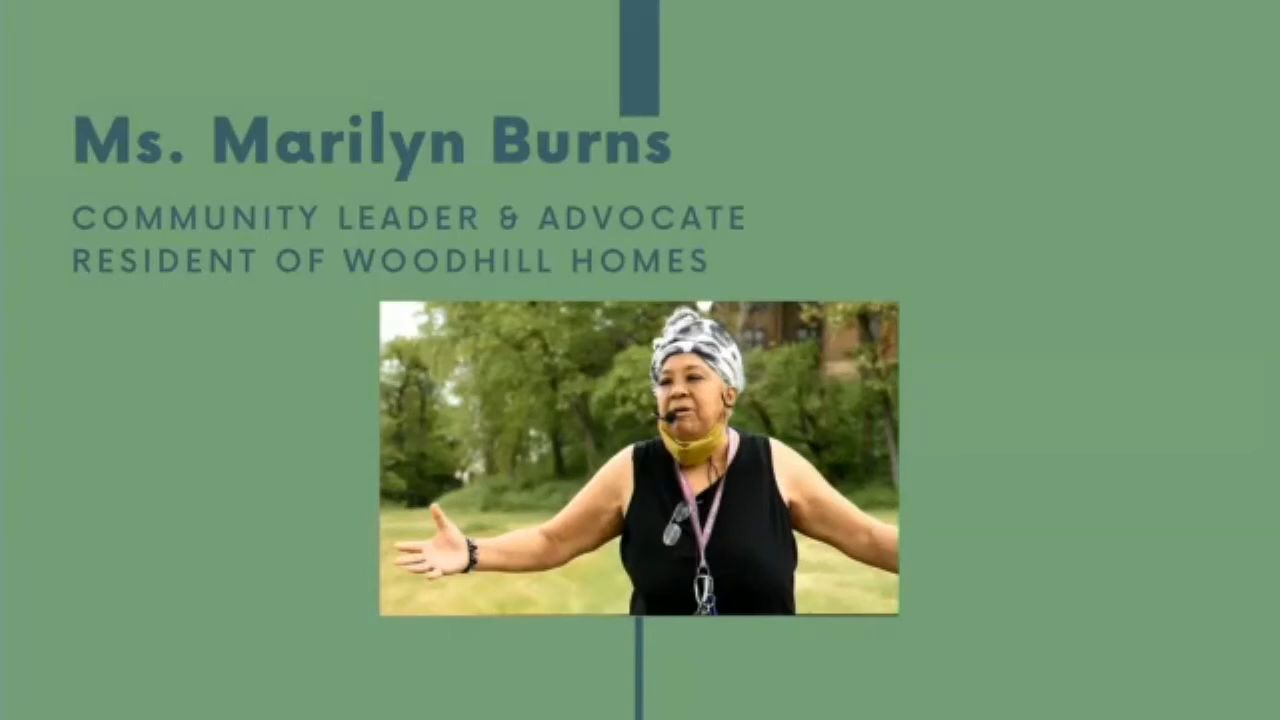 Ms. Marilyn Burns
COMMUNITY LEADER & ADVOCATE
RESIDENT OF WOODHILL HOMES